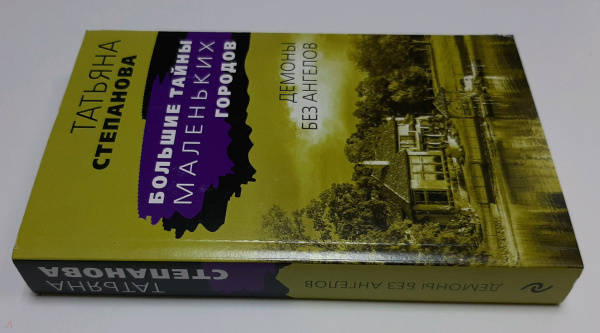 ТАТЬЯНА
СТЕПАНОВА
БОЛЬШИЕ ТАЙНЫ
МАЛЕНЬКИХ
ГОРОДОВ
ДЕМОНЫ
БЕЗ АНГЕЛОВ
ТАТЬЯНА
СТЕПАНОВА
ДЕМОНЫ БЕЗ АНГЕЛОВ